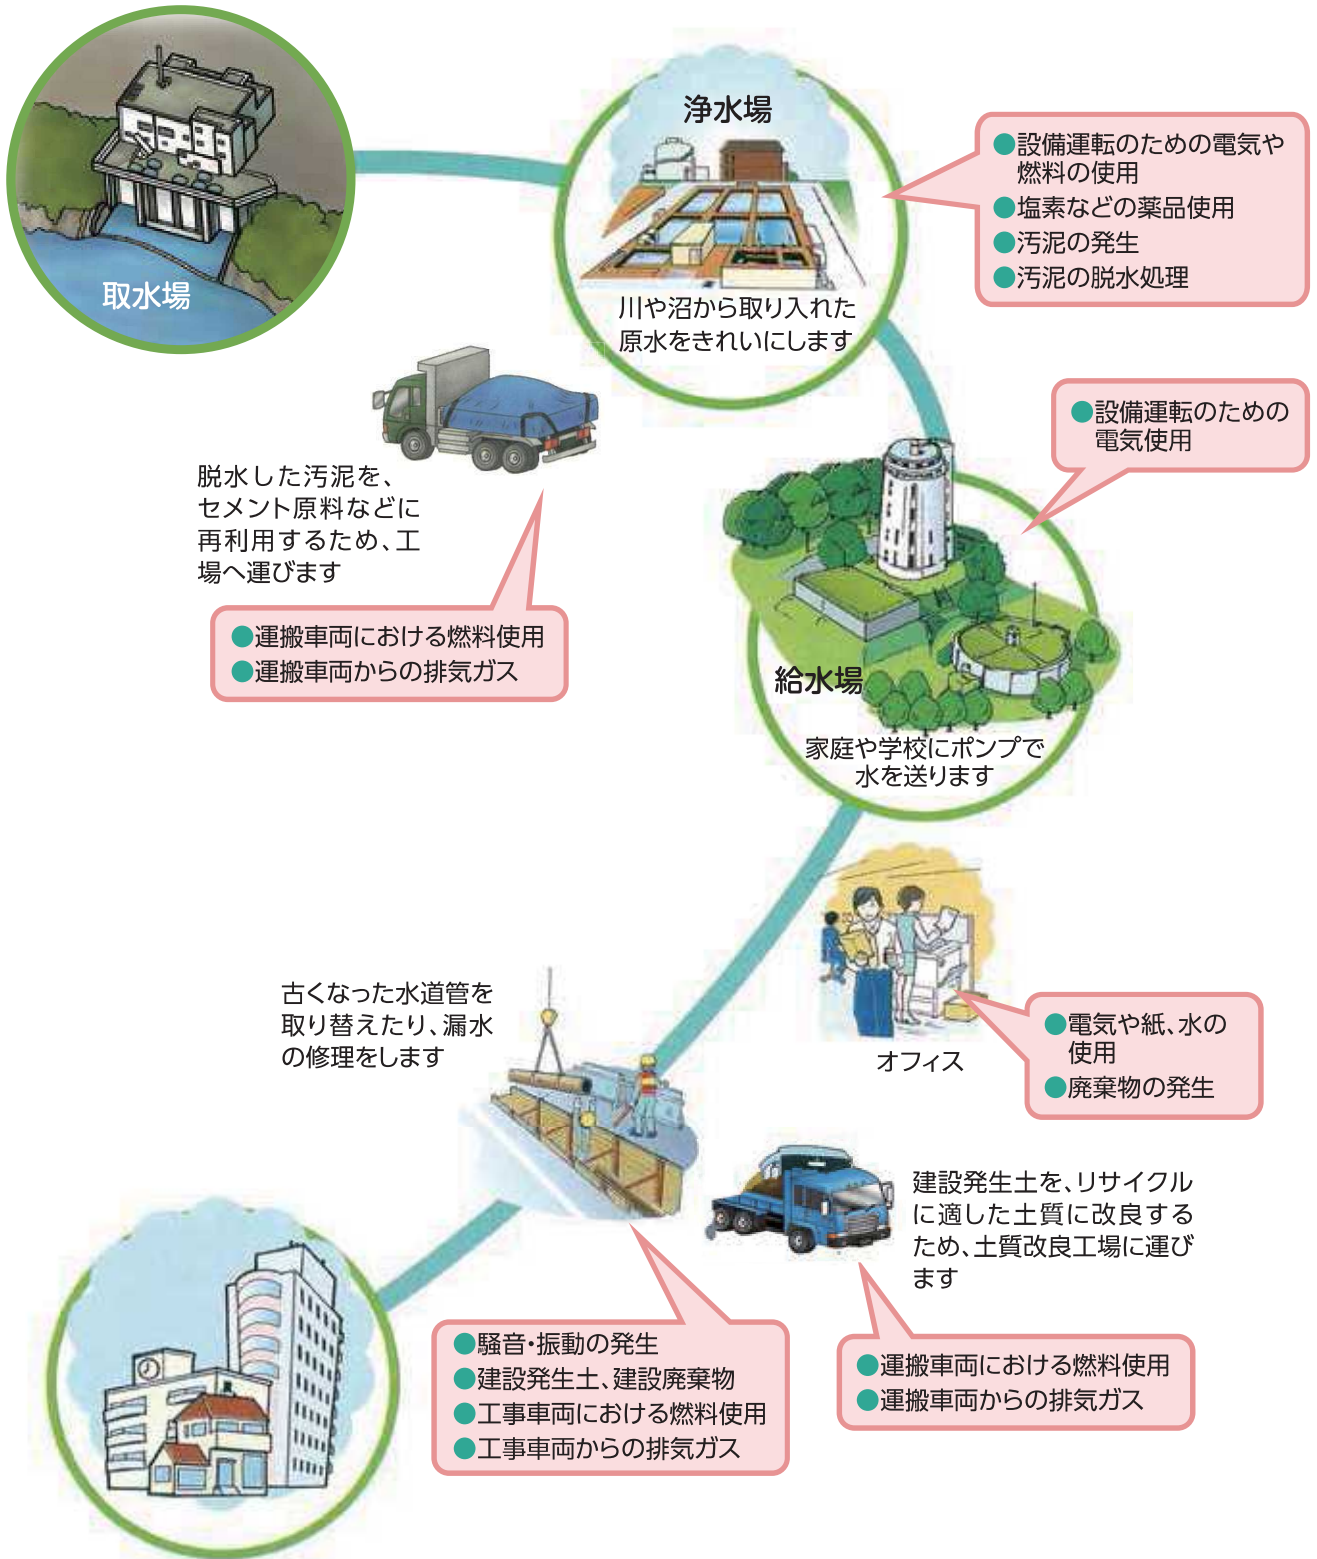 取水場
浄水場
川や沼から取り入れた
原水をきれいにします
●設備運転のための電気や
燃料の使用
●塩素などの薬品使用
●汚泥の発生
●汚泥の脱水処理
脱水した汚泥を、
セメント原料などに
再利用するため、工
場へ運びます
●運搬車両における燃料使用
●運搬車両からの排気ガス
●設備運転のための
電気使用
給水場
家庭や学校にポンプで
水を送ります
オフィス
●電気や紙、水の
使用
●廃棄物の発生
古くなった水道管を
取り替えたり、漏水
の修理をします
●騒音・振動の発生
●建設発生土、建設廃棄物
●工事車両における燃料使用
●工事車両からの排気ガス
建設発生土を、リサイクル
に適した土質に改良する
ため、土質改良工場に運び
ます
●運搬車両における燃料使用
●運搬車両からの排気ガス